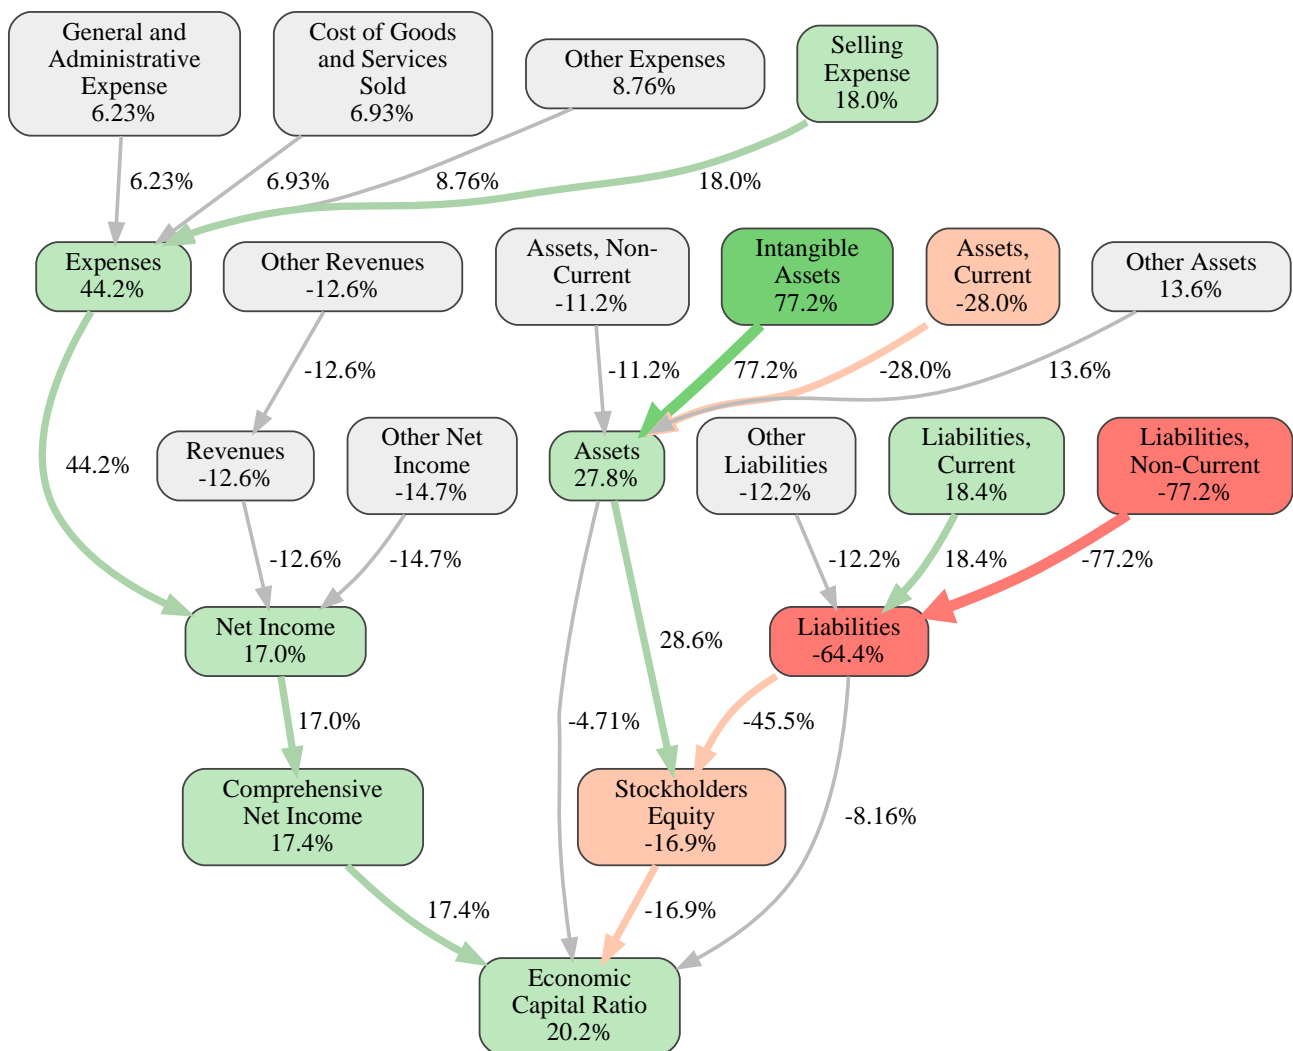 General and
Administrative
Expense
6.23%
Cost of Goods
and Services
Sold
6.93%
Other Expenses
8.76%
Selling
Expense
18.0%
6.23%
6.93%
8.76%
18.0%
Expenses
44.2%
Other Revenues
-12.6%
Assets, Non-
Current
-11.2%
Intangible
Assets
77.2%
Assets,
Current
-28.0%
Other Assets
13.6%
-12.6%
-11.2%
77.2%
-28.0%
13.6%
44.2%
Revenues
-12.6%
Other Net
Income
-14.7%
Assets
27.8%
Other
Liabilities
-12.2%
Liabilities,
Current
18.4%
Liabilities,
Non-Current
-77.2%
-12.6%
-14.7%
-12.2%
18.4%
-77.2%
Net Income
17.0%
28.6%
Liabilities
-64.4%
17.0%
-4.71%
-45.5%
Comprehensive
Net Income
17.4%
Stockholders
Equity
-16.9%
-8.16%
17.4%
-16.9%
Economic
Capital Ratio
20.2%